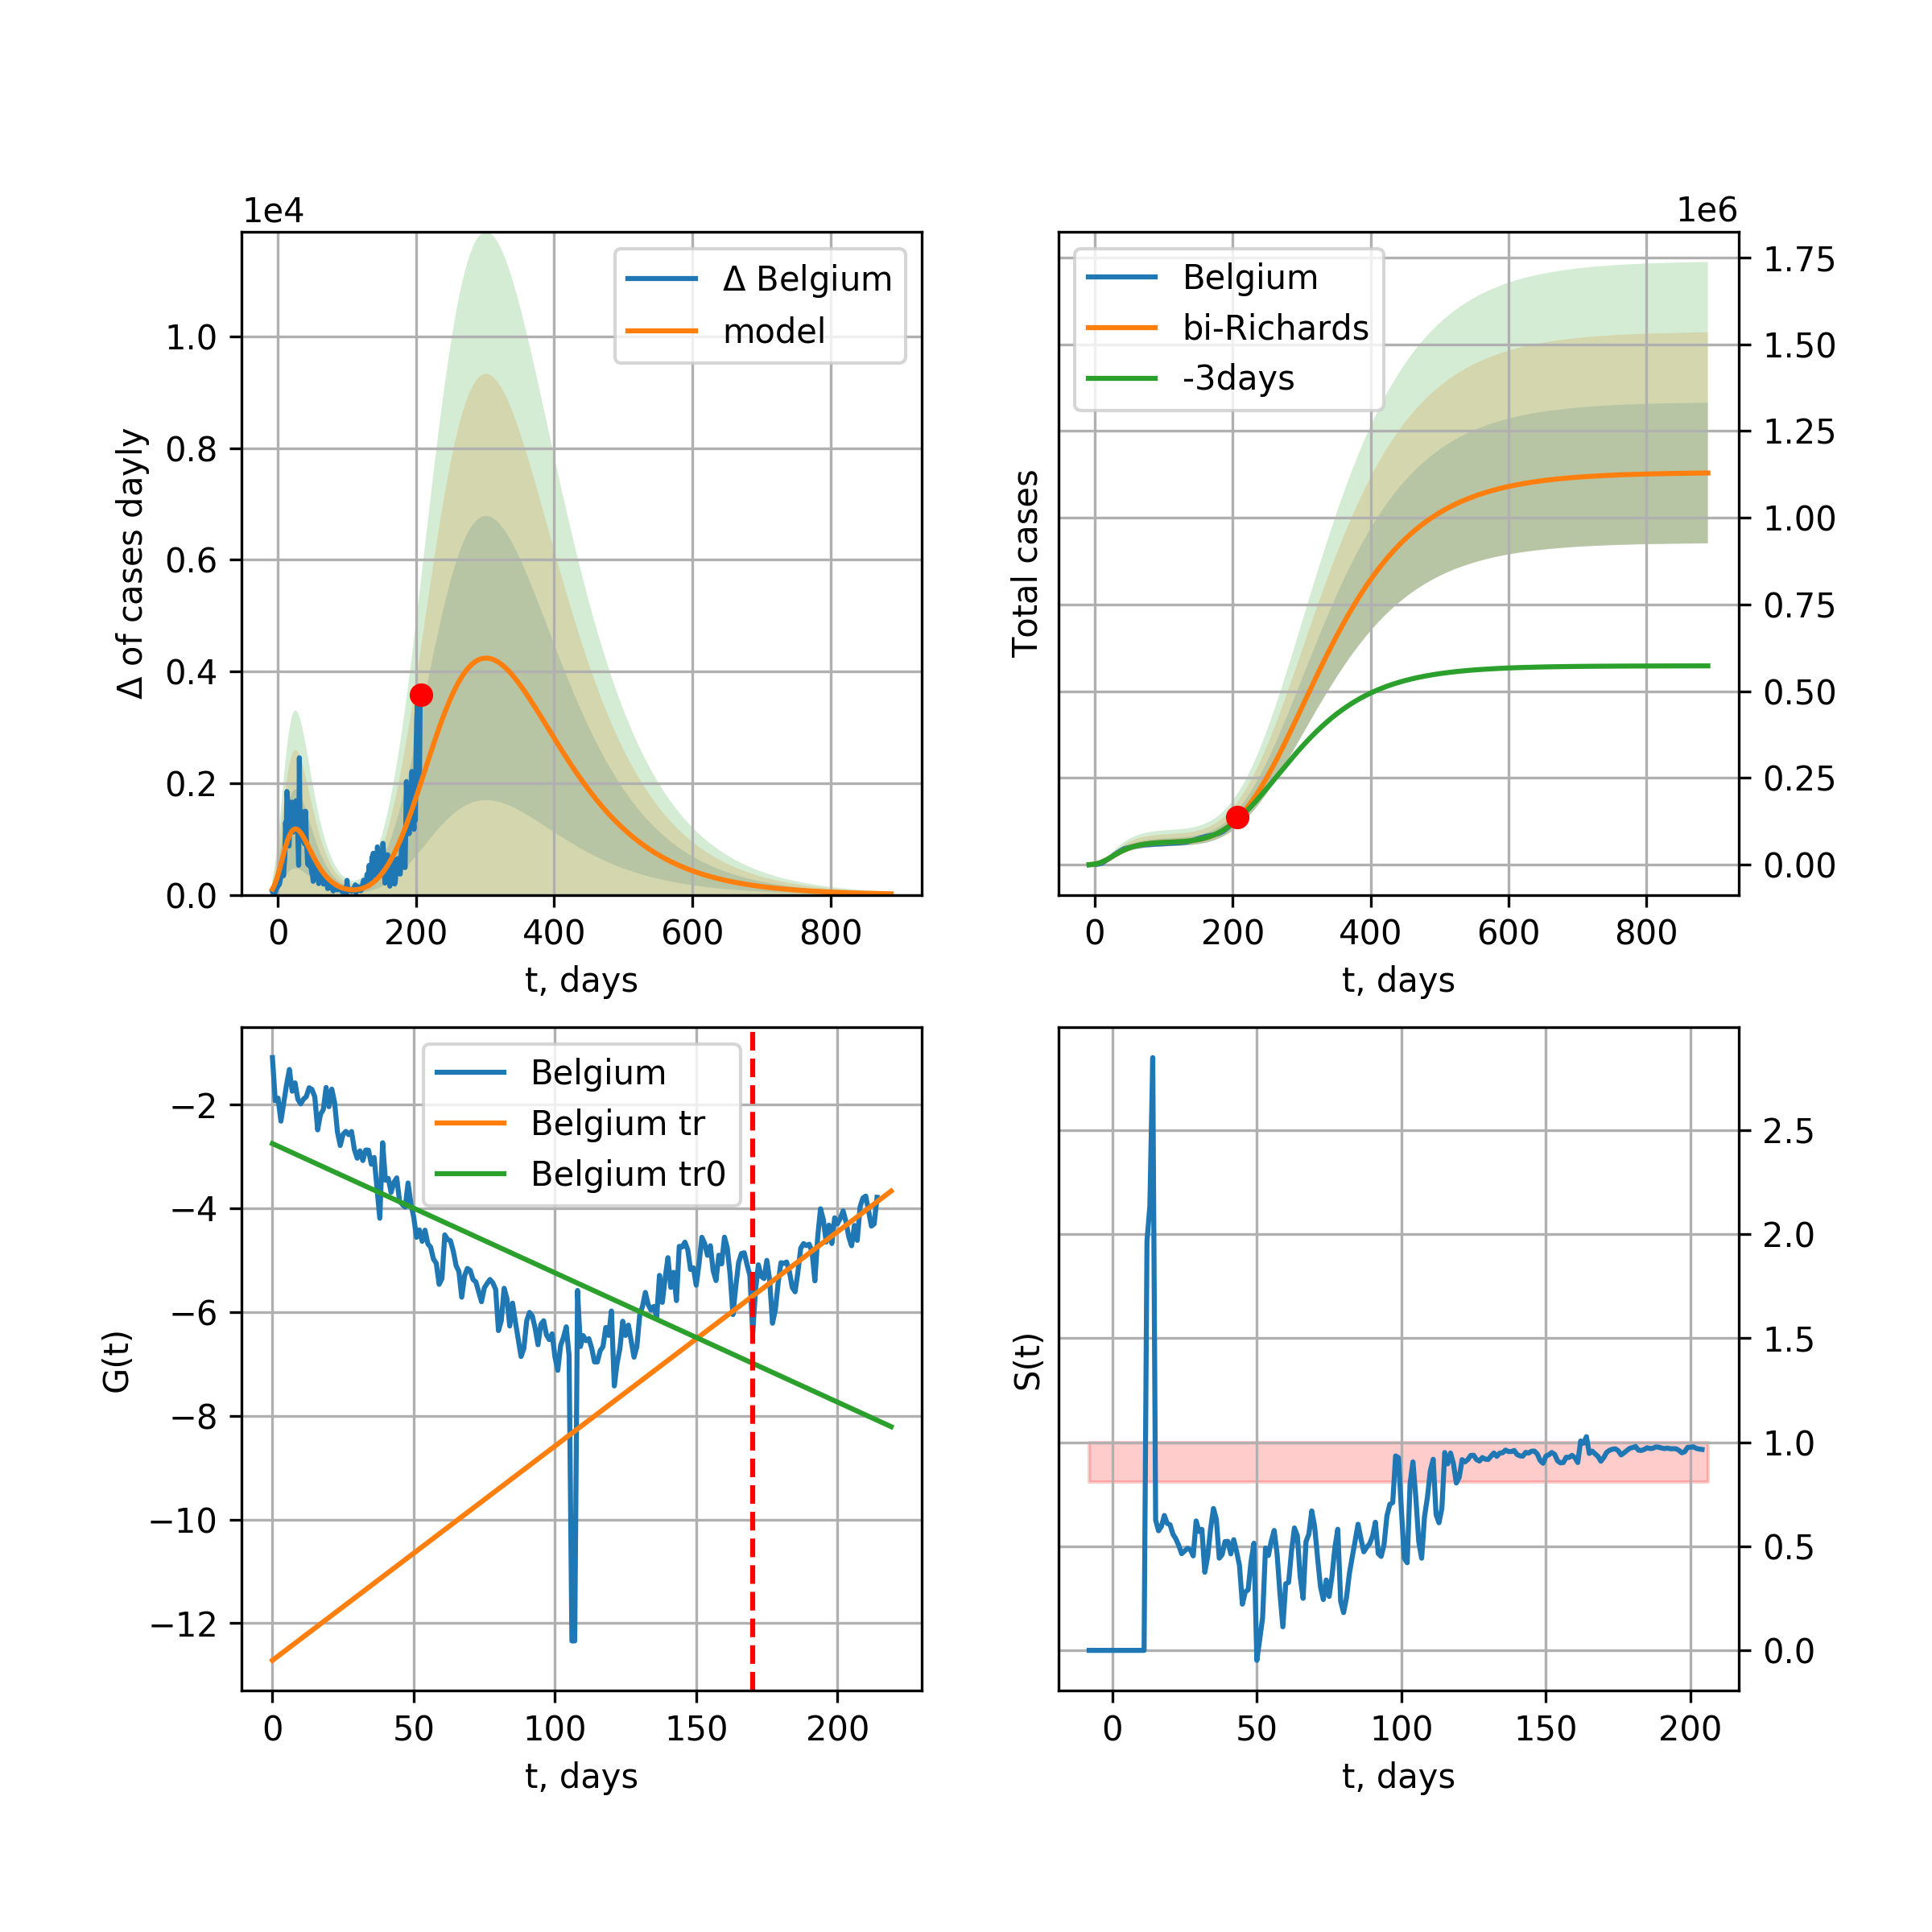 1e4
Δ of cases dayly
1.0
0.8
0.6
0.4
0.2
0.0
0 200 400 600 800
t, days
Δ Belgium
model
1e6
Total cases
Belgium
bi-Richards
-3days
1.75
1.50
1.25
1.00
0.75
0.50
0.25
0.00
0 200 400 600 800
t, days
G(t)
−2
−4
−6
−8
−10
−12
0 50 100 150 200
t, days
Belgium
Belgium tr
Belgium tr0
S(t)
2.5
2.0
1.5
1.0
0.5
0.0
0 50 100 150 200
t, days